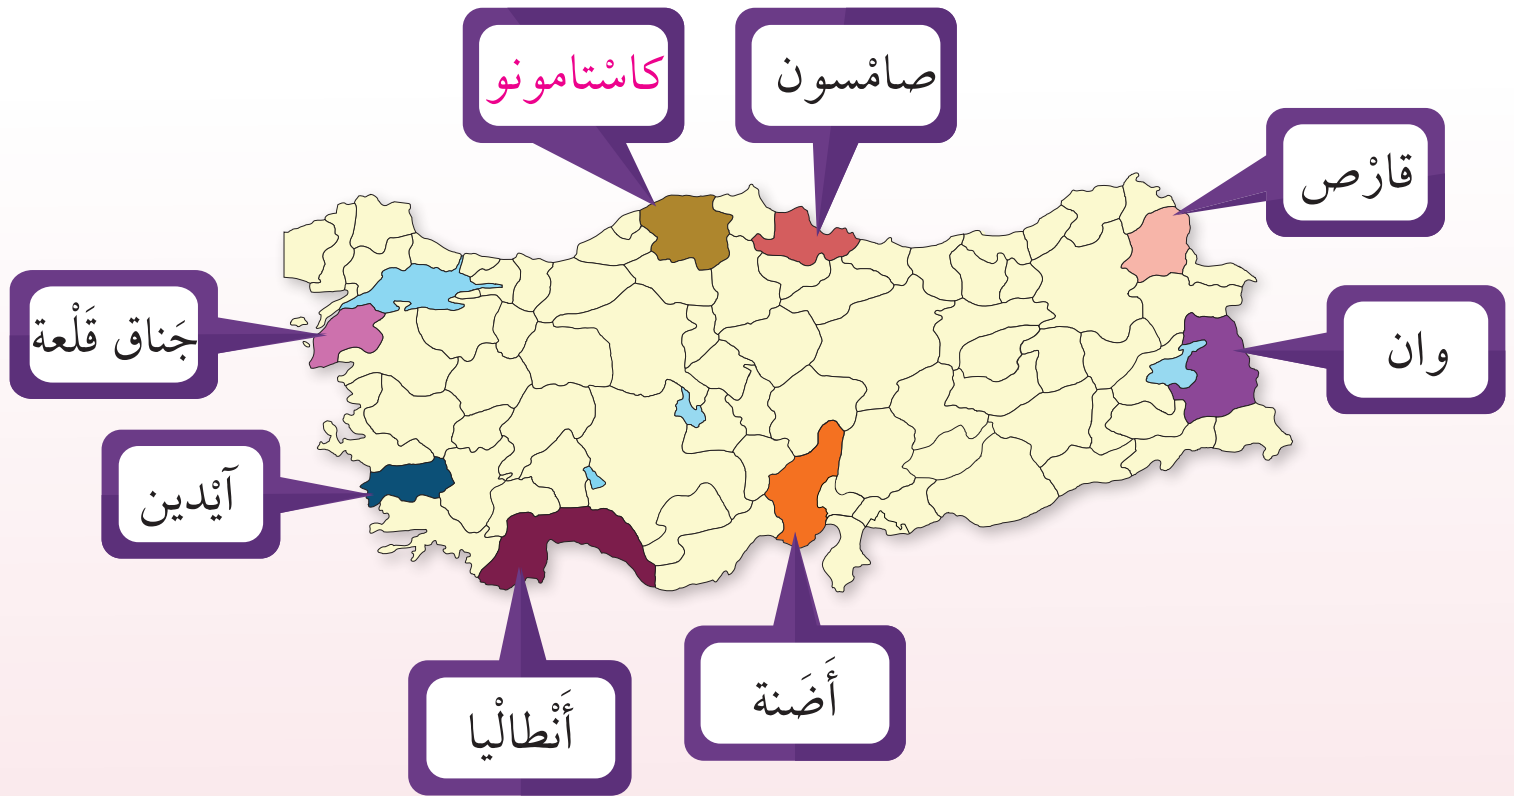 كاسْتامونو
صامْسون
قارْص
جَناق قَلْعة
وان
آيْدين
أَنْطالْيا
أَضَنة